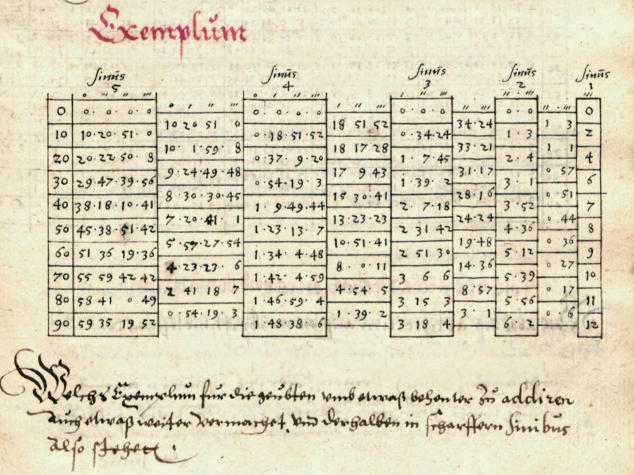 Exemplum
sinūs sinūs sinūs sinūs sinūs
5 4 3 2 1
0 0 · 0 · 0 · 0 0 · 0 · 0 · 0 0 · 0 · 0 0 · 0 0
10 20 51 0 18 51 52 34·24 1 3
10 10·20·51·0 0·18·51·52 0·34·24 1·3 2
10·1·59·8 18 17 28 33·21 1 1
20 20·22 50·8 0·37·9·20 1·7·45 2·4 4
9·24·49·48 17 9 43 31·17 0 57
30 29·47·39·56 0·54·19·3 1·39·2 3·1 6
8·30·30·45 15 30 41 28·16 0 51
40 38·18·10·41 1·9·49·44 2·7·18 3·52 7
7·20·41·1 13·23·23 24·24 0 44
50 45·38·51·42 1·23·13·7 2 31 42 4·36 8
5·57·27·54 10·51·41 19·48 0 36
60 51 36 19·36 1·34·4·48 2 51 30 5·12 9
4·23·23·6 8·0·11 14·36 0 27
70 55 59 42 42 1·42·4·59 3 6 6 5·39 10
2 41 18 7 4·54·5 8·57 0 17
80 58 41 0 49 1·46·59·4 3 15 3 5·56 11
0·54·19·3 1·39·2 3·1 0 6
90 59 35 19 52 1·48·38·6 3 18 4 6·2 12
Welchs Exemplum für die geübten umb etwaß behenter zu addiren
Auch etwaß weiter vermachet, und derhalben in scharffern sinibus
Also stehett.